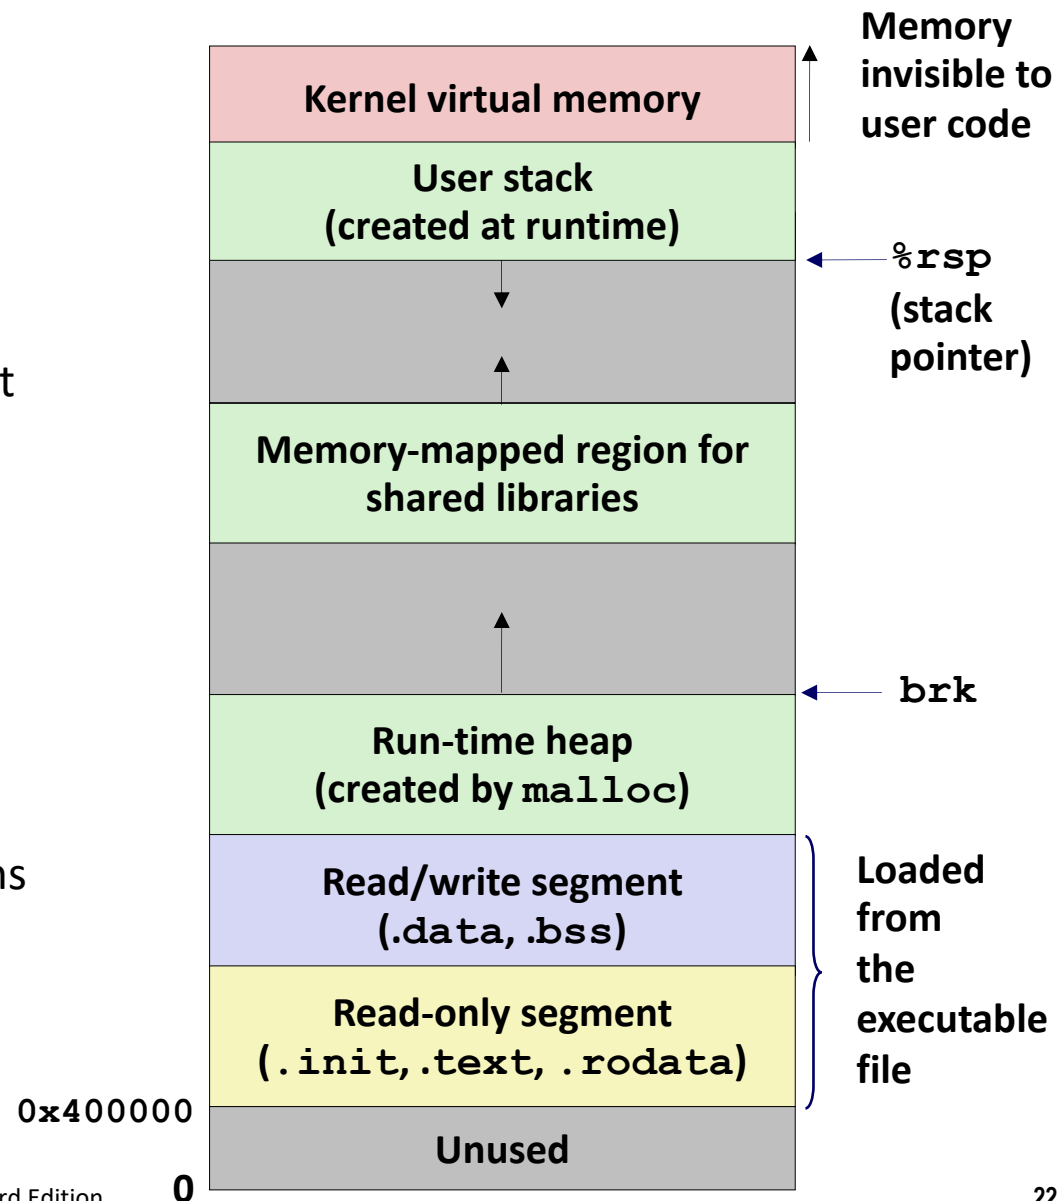 Memory
invisible to
user code
Kernel virtual memory
User stack
(created at runtime)
%rsp
(stack
pointer)
t
Memory-mapped region for
shared libraries
brk
Run-time heap
(created by malloc)
ns
Read/write segment
(.data, .bss)
Loaded
from
the
executable
file
Read-only segment
(.init, .text, .rodata)
0x400000
Unused
0
rd Edition
22